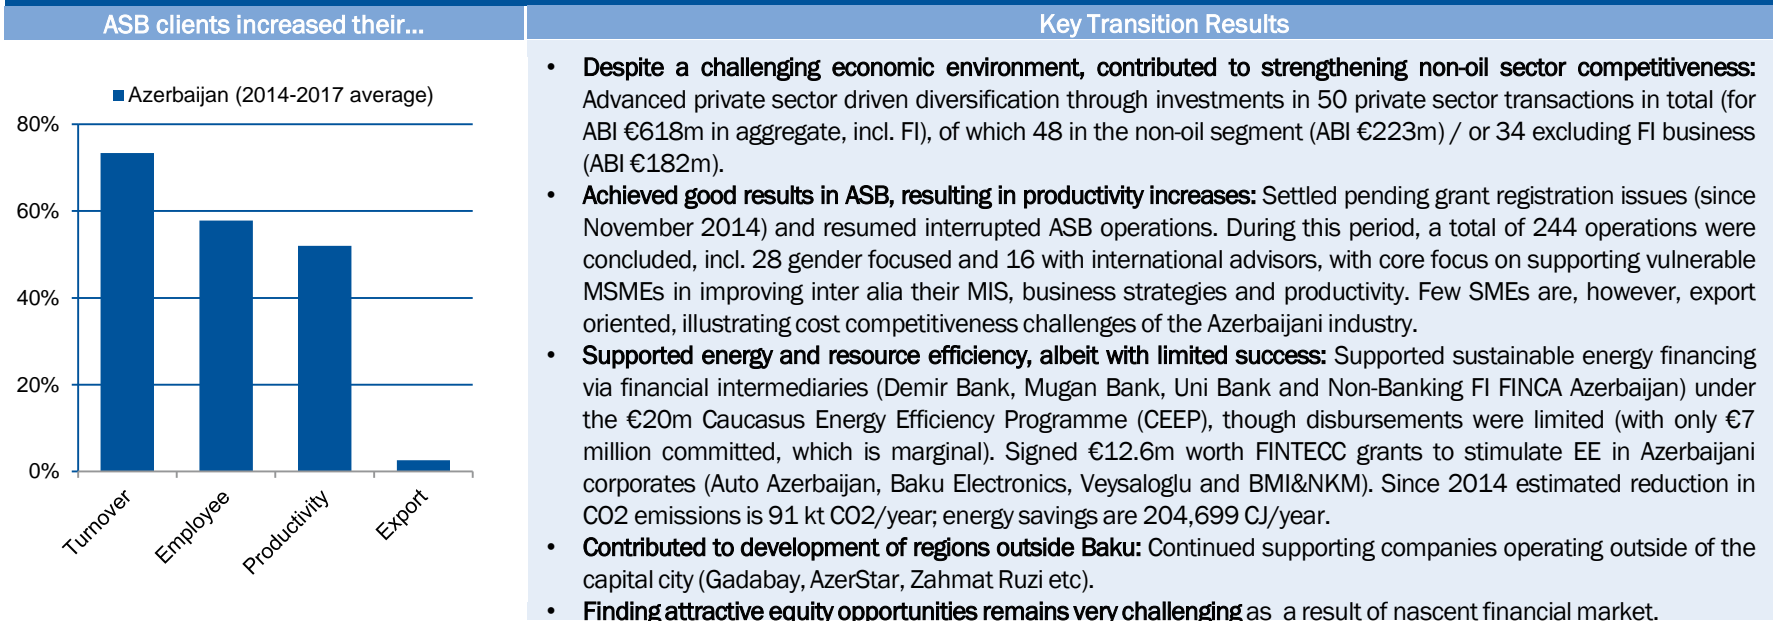 ASB clients increased their...
Azerbaijan (2014-2017 average)
80%
60%
40%
20%
0%
Turnover
Employee
Productivity
Export
Key Transition Results
• Despite a challenging economic environment, contributed to strengthening non-oil sector competitiveness:
Advanced private sector driven diversification through investments in 50 private sector transactions in total (for
ABI €618m in aggregate, incl. FI), of which 48 in the non-oil segment (ABI €223m) / or 34 excluding FI business
(ABI €182m).
• Achieved good results in ASB, resulting in productivity increases: Settled pending grant registration issues (since
November 2014) and resumed interrupted ASB operations. During this period, a total of 244 operations were
concluded, incl. 28 gender focused and 16 with international advisors, with core focus on supporting vulnerable
MSMEs in improving inter alia their MIS, business strategies and productivity. Few SMEs are, however, export
oriented, illustrating cost competitiveness challenges of the Azerbaijani industry.
• Supported energy and resource efficiency, albeit with limited success: Supported sustainable energy financing
via financial intermediaries (Demir Bank, Mugan Bank, Uni Bank and Non-Banking FI FINCA Azerbaijan) under
the €20m Caucasus Energy Efficiency Programme (CEEP), though disbursements were limited (with only €7
million committed, which is marginal). Signed €12.6m worth FINTECC grants to stimulate EE in Azerbaijani
corporates (Auto Azerbaijan, Baku Electronics, Veysaloglu and BMI&NKM). Since 2014 estimated reduction in
CO2 emissions is 91 kt CO2/year; energy savings are 204,699 CJ/year.
• Contributed to development of regions outside Baku: Continued supporting companies operating outside of the
capital city (Gadabay, AzerStar, Zahmat Ruzi etc).
• Finding attractive equity opportunities remains very challenging as a result of nascent financial market.